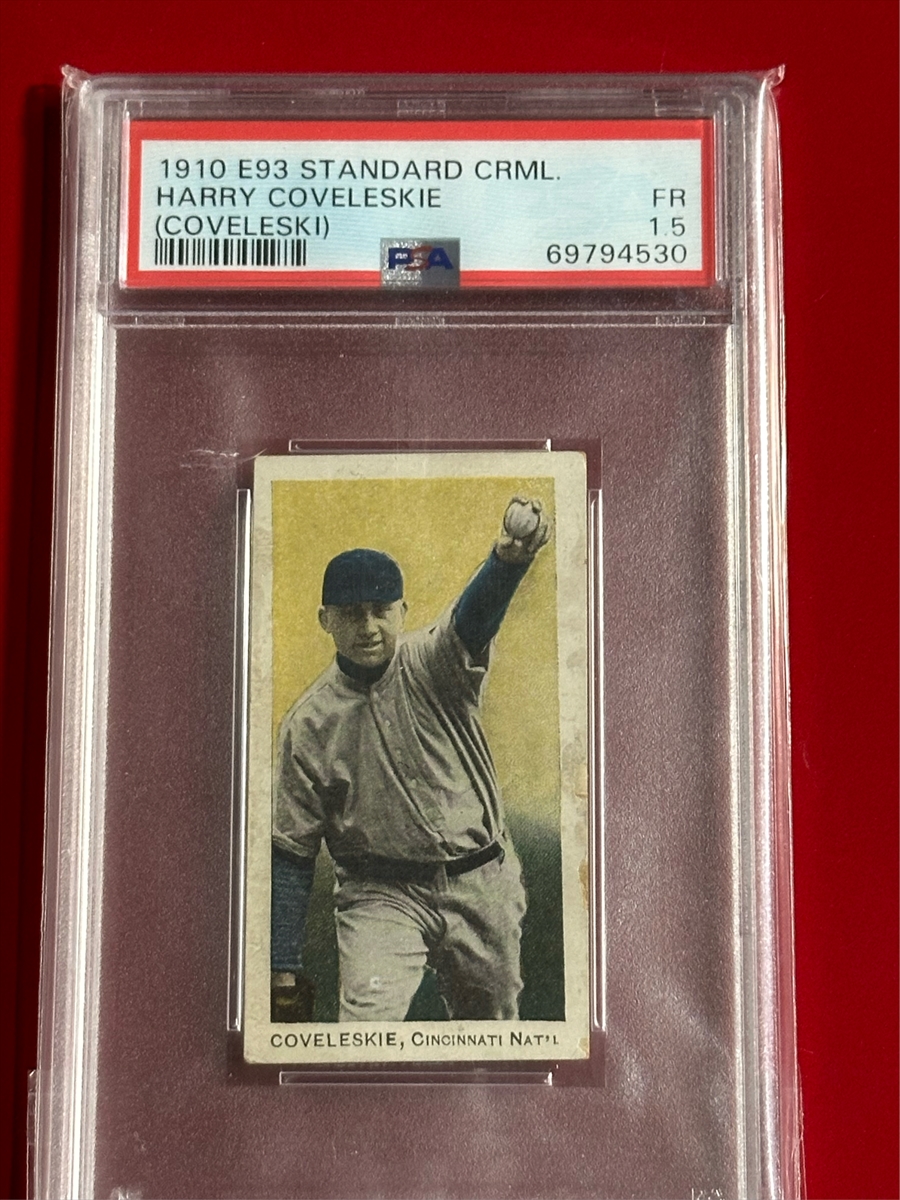 1910 E93 STANDARD CRML.
HARRY COVELESKIE FR
(COVELESKI) 1.5
PSA 69794530
COVELESKIE, CINCINNATI NAT'L